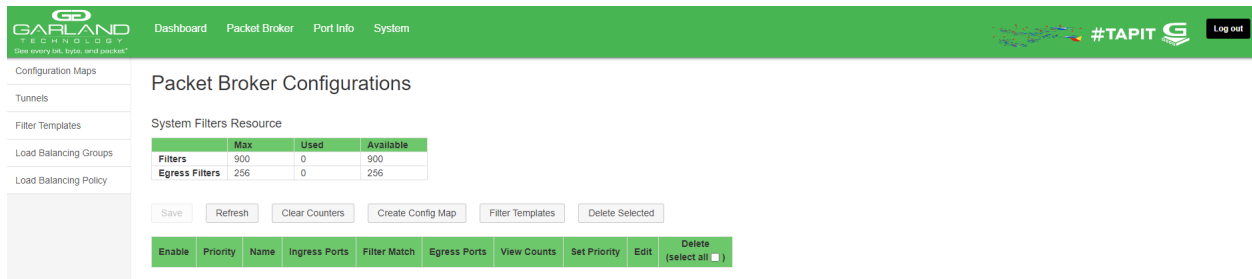 GARLAND
TECHNOLOGY
See every bit, byte, and packet®
Dashboard Packet Broker Port Info System
#TAPIT
Log out
Configuration Maps
Tunnels
Filter Templates
Load Balancing Groups
Load Balancing Policy
Packet Broker Configurations
System Filters Resource
Max Used Available
Filters 900 0 900
Egress Filters 256 0 256
Save Refresh Clear Counters Create Config Map Filter Templates Delete Selected
Enable Priority Name Ingress Ports Filter Match Egress Ports View Counts Set Priority Edit Delete
(select all )